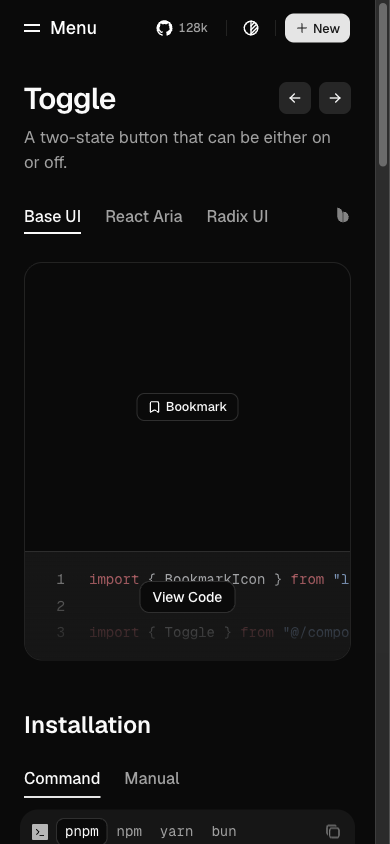 Menu 128k New
Toggle
A two-state button that can be either on
or off.
Base UI React Aria Radix UI
Bookmark
1 import { BookmarkIcon } from "l
2
View Code
3 import { Toggle } from "@/compo
Installation
Command Manual
pnpm npm yarn bun